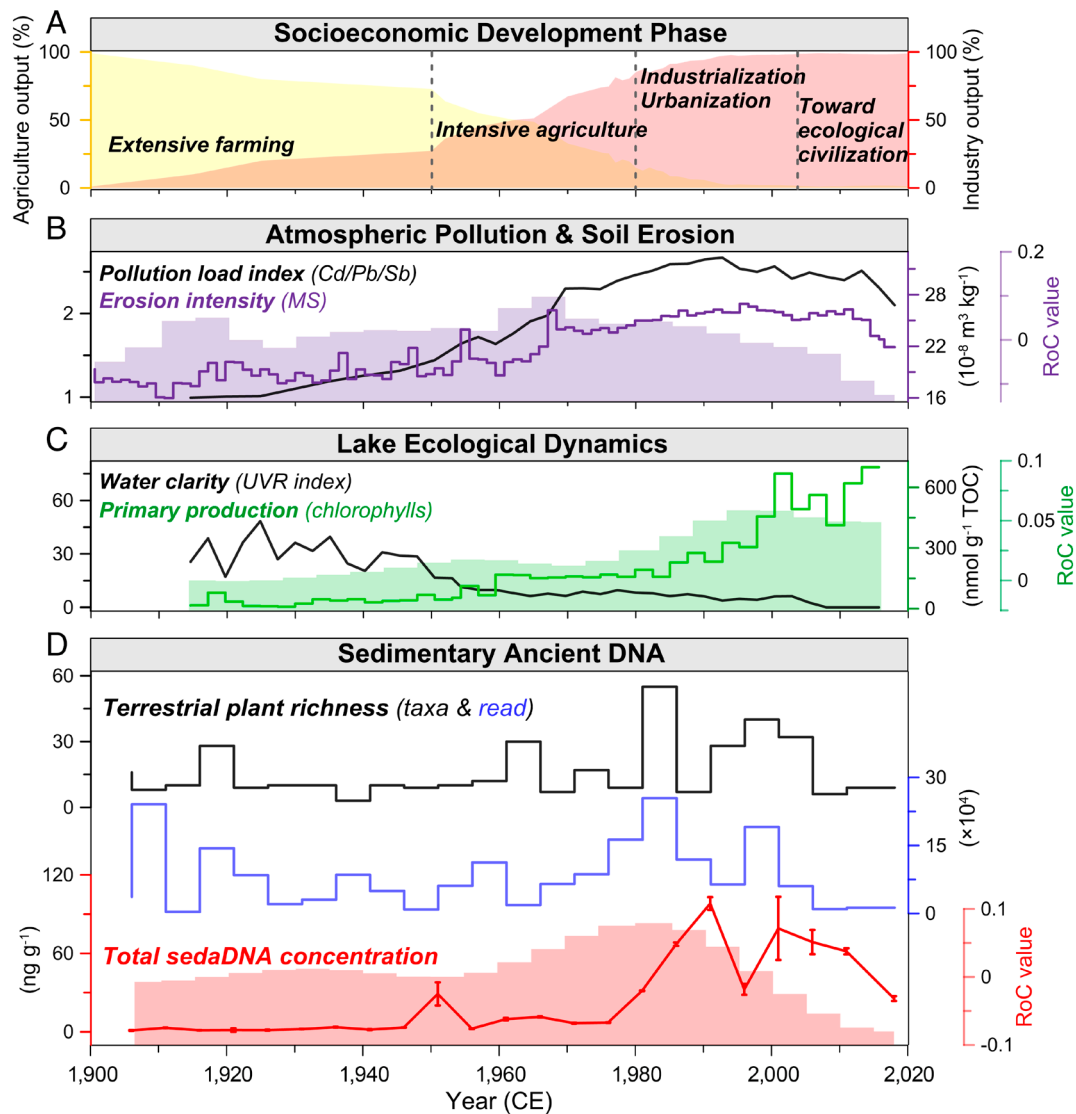 A
Socioeconomic Development Phase
Agriculture output (%)
100
50
0
Extensive farming
Intensive agriculture
Industrialization
Urbanization
Toward
ecological
civilization
100
50
0
Industry output (%)
B
Atmospheric Pollution & Soil Erosion
Pollution load index (Cd/Pb/Sb)
Erosion intensity (MS)
2
1
28
22
16
(10-8 m3 kg-1)
0.2
0
RoC value
C
Lake Ecological Dynamics
Water clarity (UVR index)
Primary production (chlorophylls)
60
30
0
600
300
0
(nmol g-1 TOC)
0.1
0.05
0
RoC value
D
Sedimentary Ancient DNA
Terrestrial plant richness (taxa & read)
60
30
0
30
15
0
(×10⁴)
120
60
0
(ng g-1)
Total sedaDNA concentration
0.1
0
-0.1
RoC value
1,900 1,920 1,940 1,960 1,980 2,000 2,020
Year (CE)